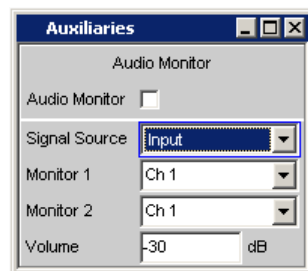 Auxiliaries
Audio Monitor
Audio Monitor
Signal Source Input
Monitor 1 Ch 1
Monitor 2 Ch 1
Volume -30 dB